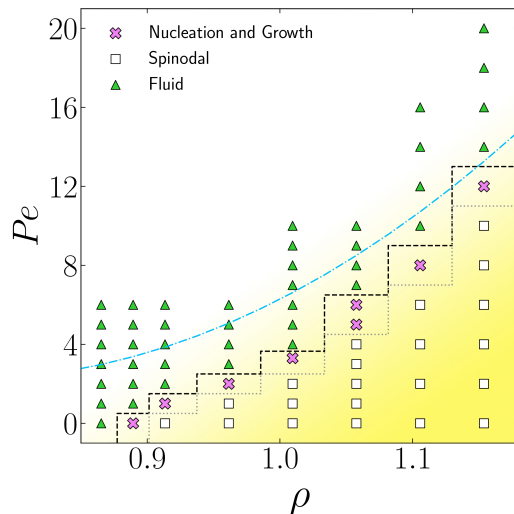 Nucleation and Growth
Spinodal
Fluid
Pe
20
16
12
8
4
0
0.9 1.0 1.1
ρ